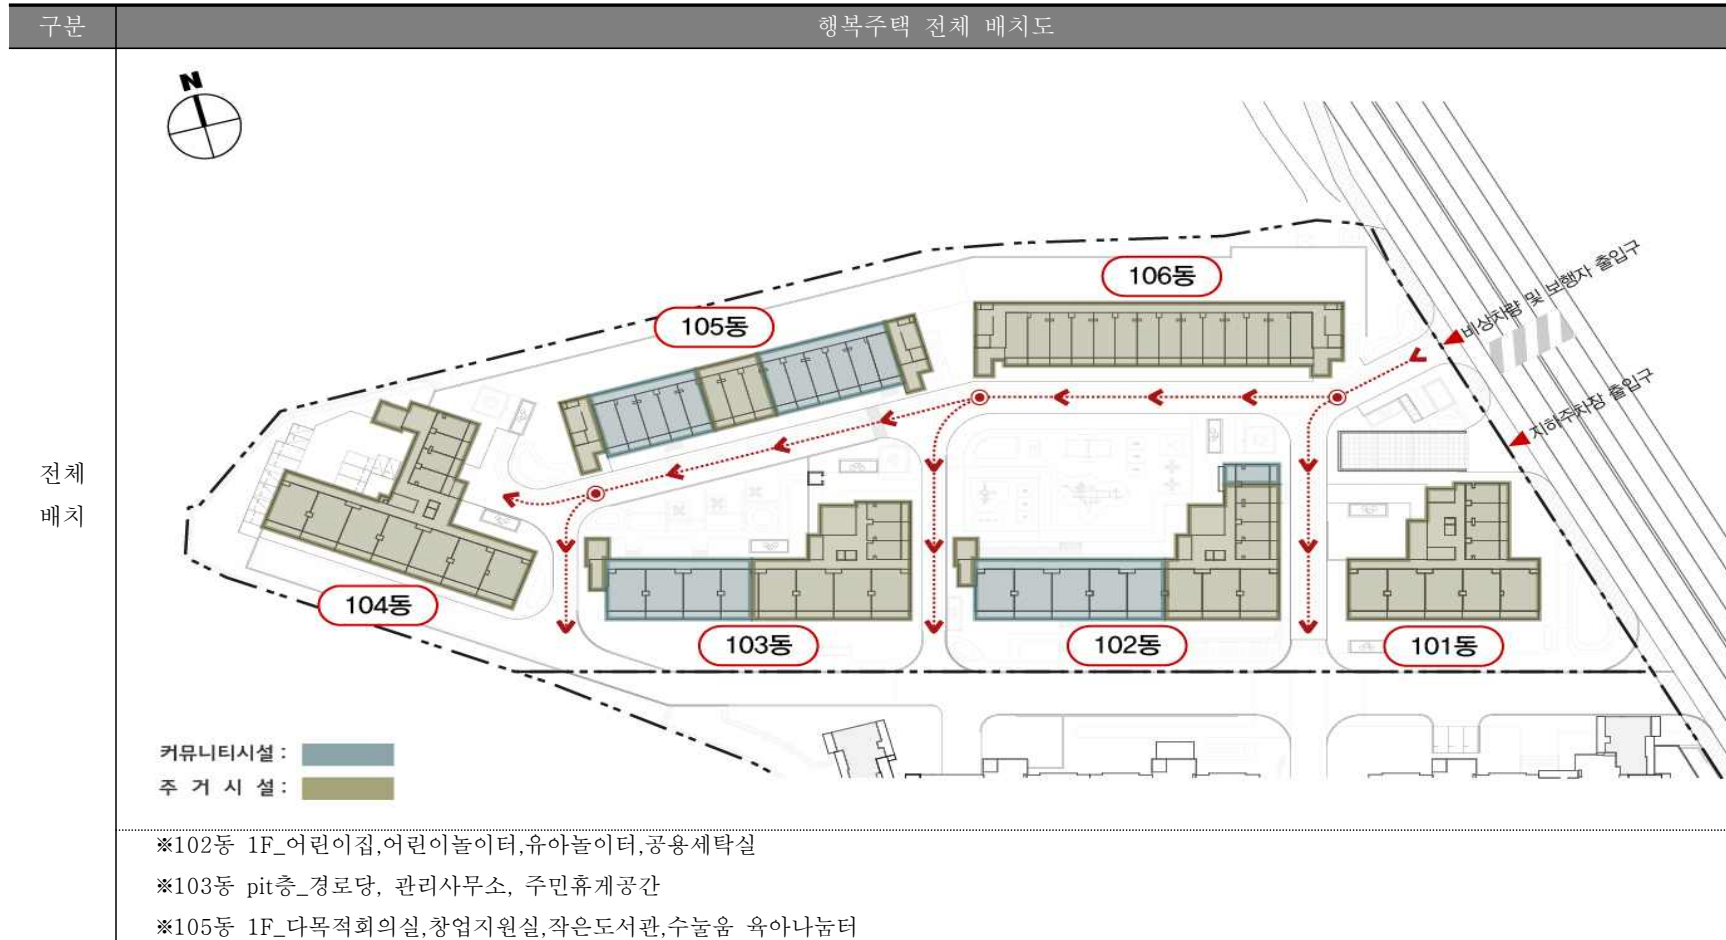 구분
행복주택 전체 배치도
전체
배치
N
비상차량 및 보행자 출입구
106동
105동
지하주차장 출입구
104동
103동
102동
101동
커뮤니티시설 :
주 거 시 설 :
※102동 1F_어린이집,어린이놀이터,유아놀이터,공용세탁실
※103동 pit층_경로당, 관리사무소, 주민휴게공간
※105동 1F_다목적회의실,창업지원실,작은도서관,수눌움 육아나눔터